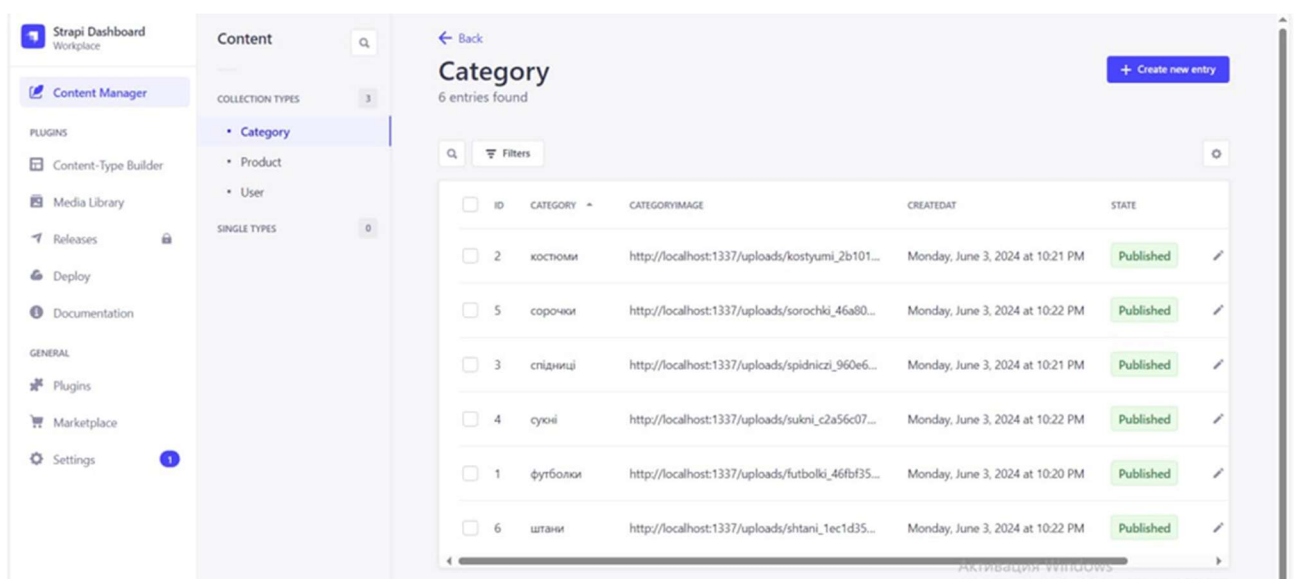 Strapi Dashboard
Workplace
Content Manager
PLUGINS
Content-Type Builder
Media Library
Releases
Deploy
Documentation
GENERAL
Plugins
Marketplace
Settings 1
Content
COLLECTION TYPES 3
Category
Product
User
SINGLE TYPES 0
Back
Category
6 entries found
Create new entry
Filters
ID CATEGORY CATEGORYIMAGE CREATEDAT STATE
2 костюми http://localhost:1337/uploads/kostyumi_2b101... Monday, June 3, 2024 at 10:21 PM Published
5 сорочки http://localhost:1337/uploads/sorochki_46a80... Monday, June 3, 2024 at 10:22 PM Published
3 спідниці http://localhost:1337/uploads/spidniczi_960e6... Monday, June 3, 2024 at 10:21 PM Published
4 сукні http://localhost:1337/uploads/sukni_c2a56c07... Monday, June 3, 2024 at 10:22 PM Published
1 футболки http://localhost:1337/uploads/futbolki_46fbf35... Monday, June 3, 2024 at 10:20 PM Published
6 штани http://localhost:1337/uploads/shtani_1ec1d35... Monday, June 3, 2024 at 10:22 PM Published
Активация Windows